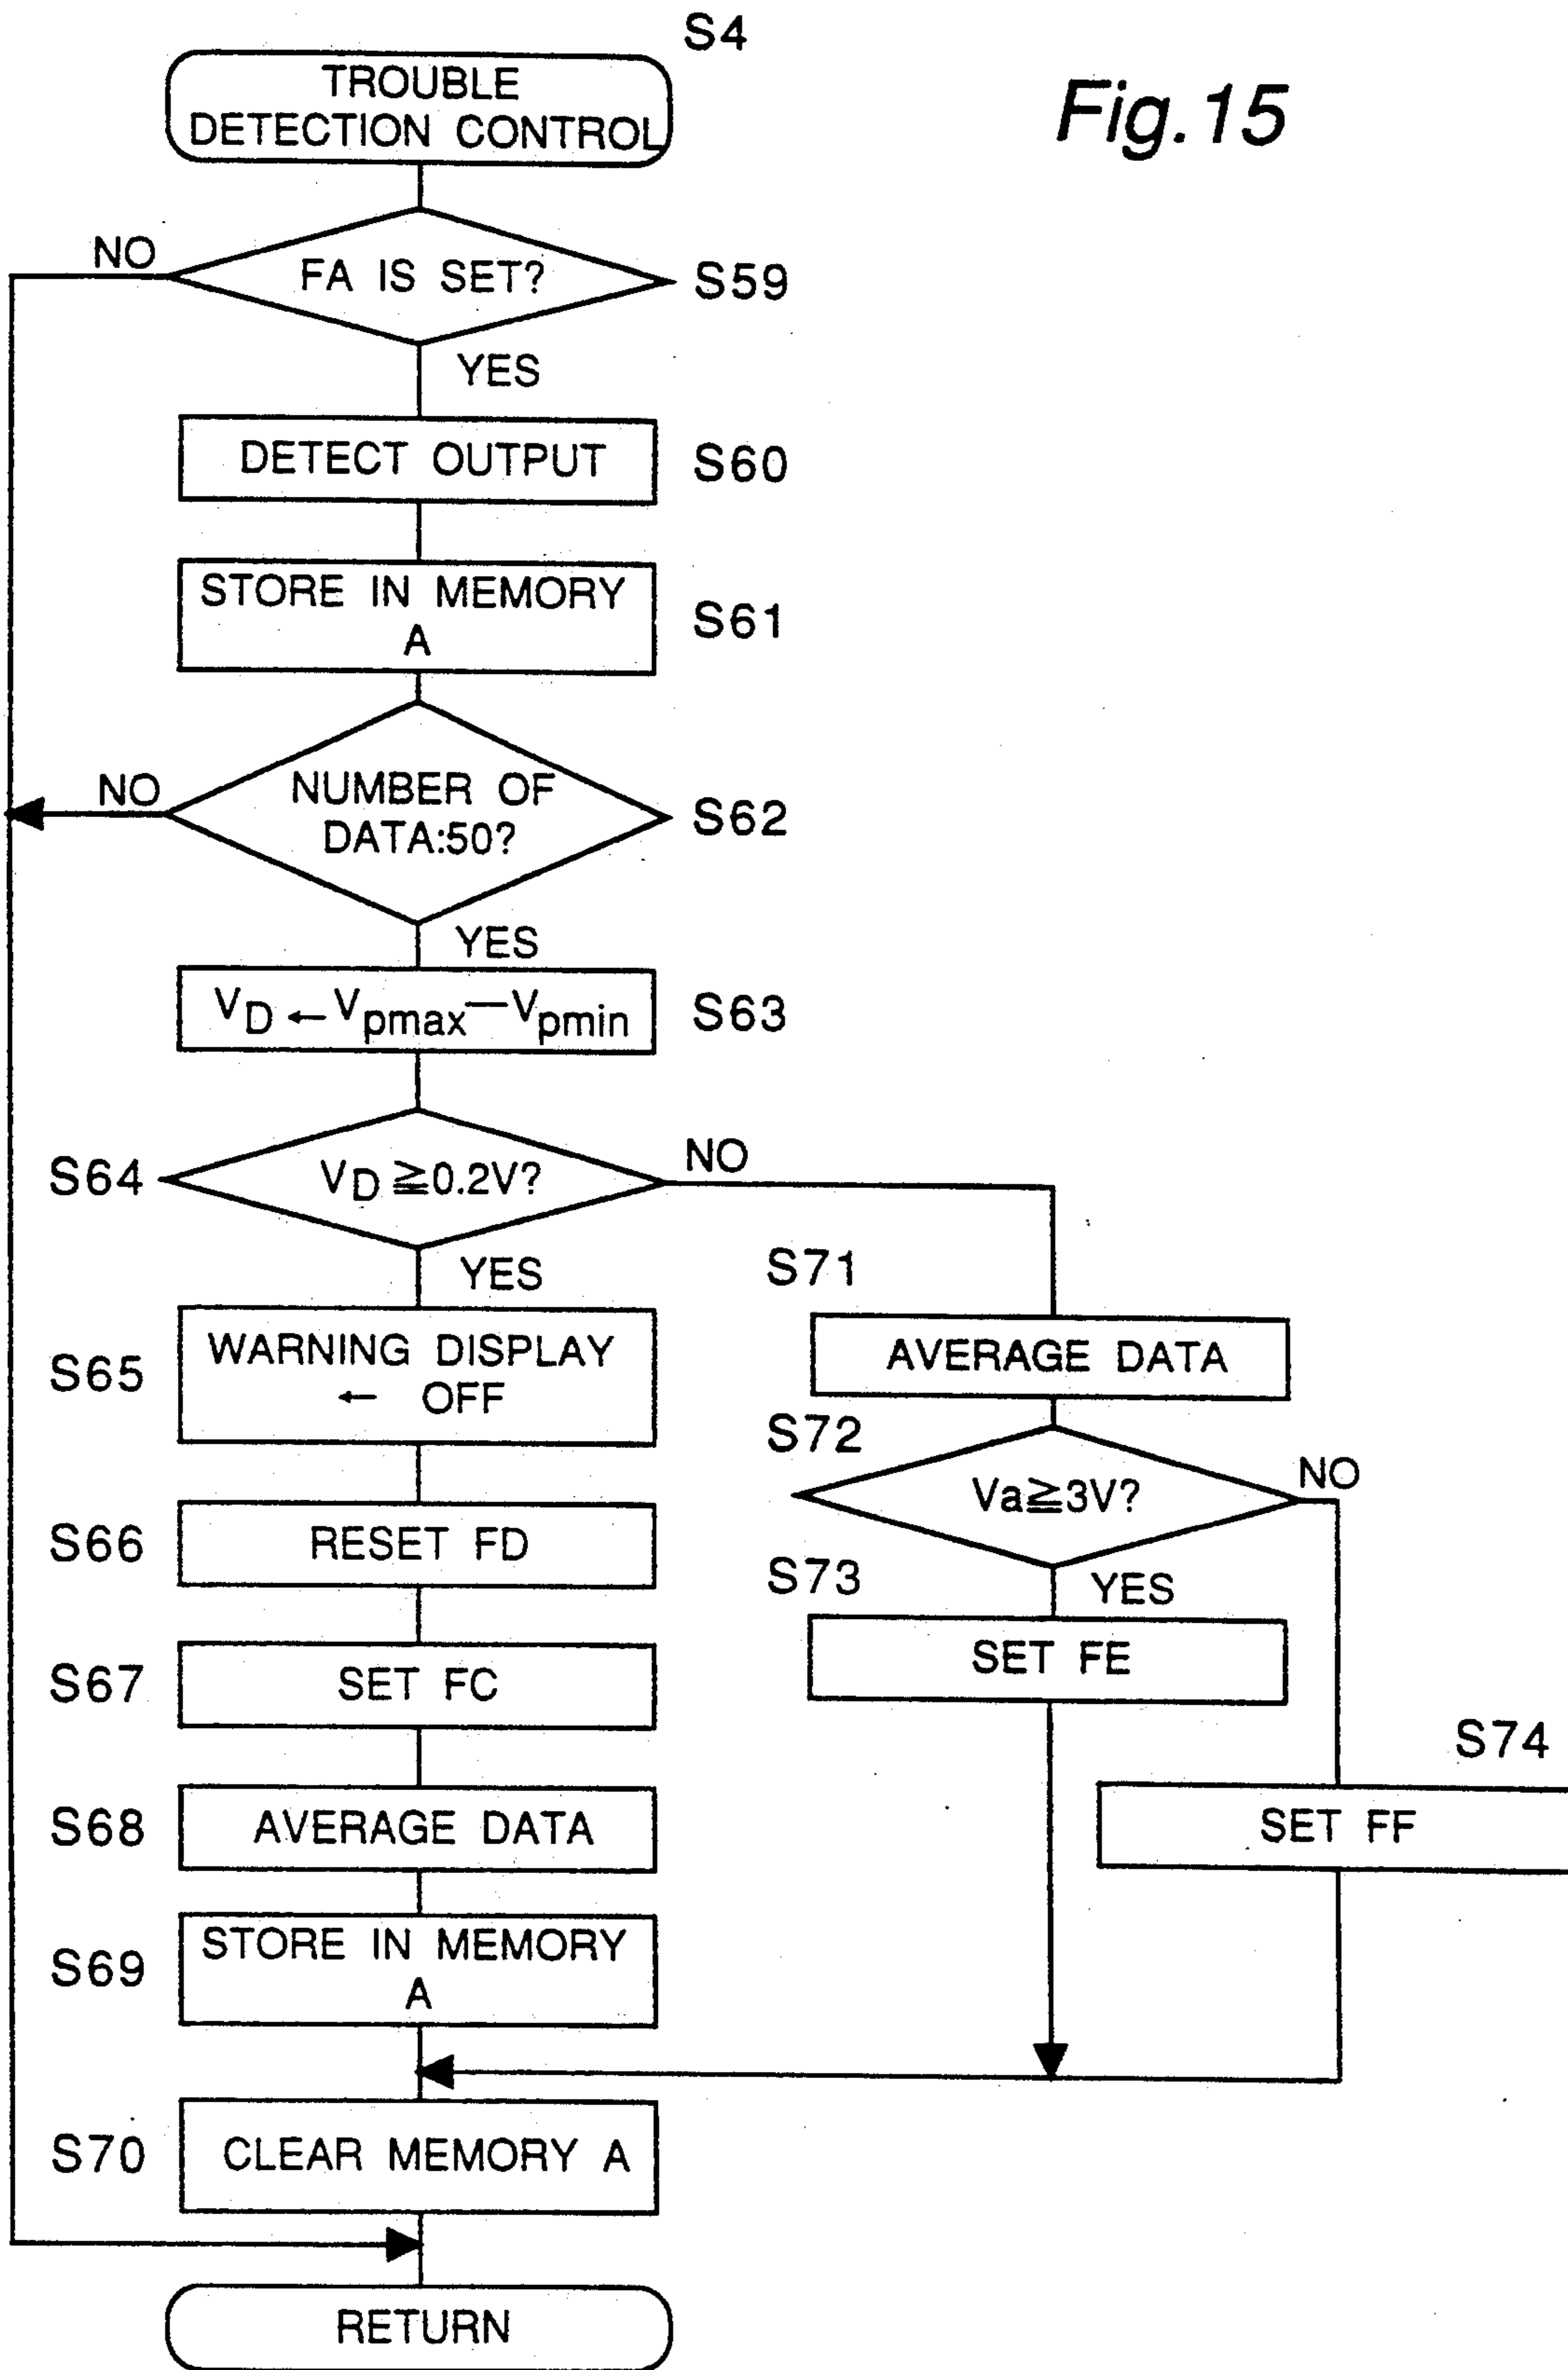 S4
Fig.15
TROUBLE
DETECTION CONTROL
NO
FA IS SET?
S59
YES
DETECT OUTPUT
S60
STORE IN MEMORY
A
S61
NO
NUMBER OF
DATA:50?
S62
YES
VD ← Vpmax—Vpmin
S63
S64
VD ≧0.2V?
NO
YES
S65
WARNING DISPLAY
← OFF
S66
RESET FD
S67
SET FC
S68
AVERAGE DATA
S69
STORE IN MEMORY
A
S71
AVERAGE DATA
S72
Va≧3V?
NO
S73
YES
SET FE
S74
SET FF
S70
CLEAR MEMORY A
RETURN